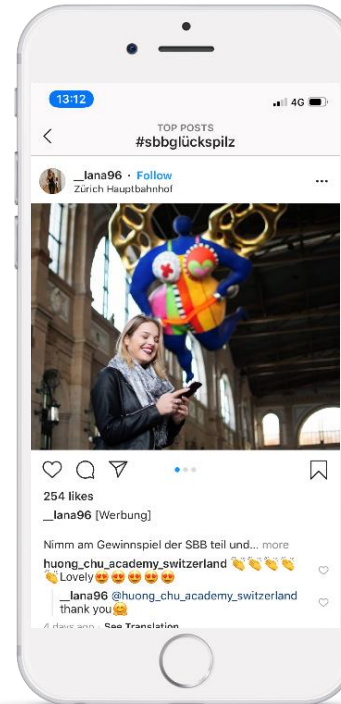 13:12
4G
TOP POSTS
#sbbglückspilz
__lana96 · Follow
Zürich Hauptbahnhof
254 likes
__lana96 [Werbung]
Nimm am Gewinnspiel der SBB teil und... more
huong_chu_academy_switzerland 👏👏👏👏
👏Lovely😍😍😍😍😍
__lana96 @huong_chu_academy_switzerland
thank you🤗
4 days ago · See Translation